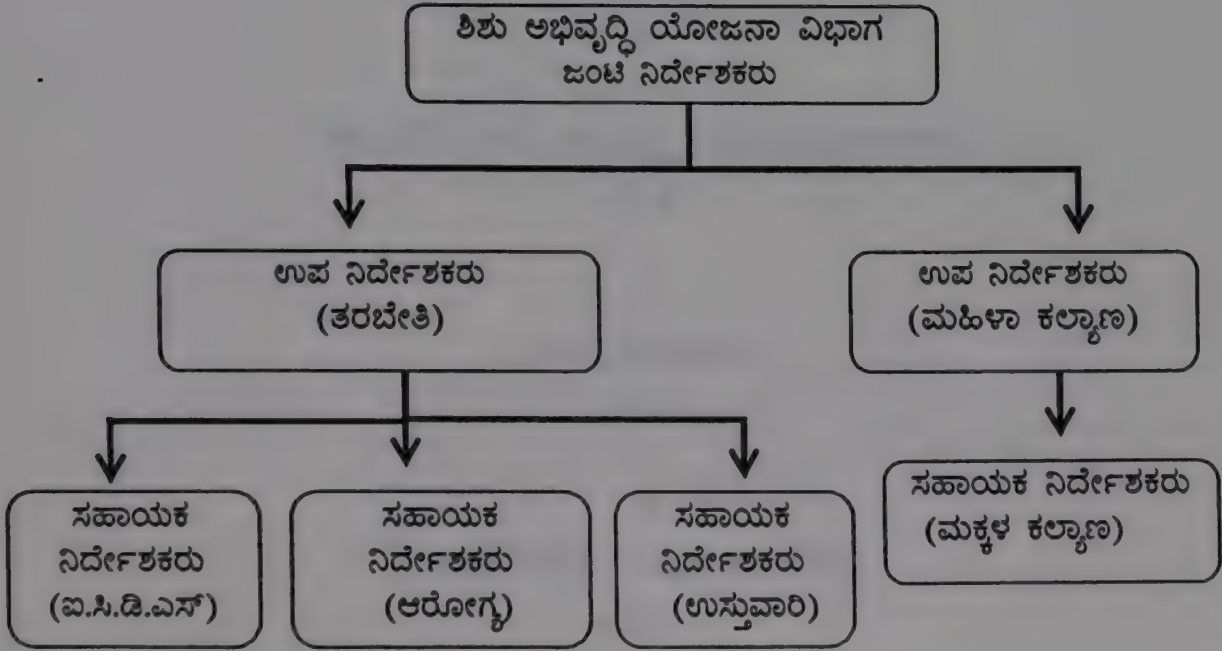 ಶಿಶು ಅಭಿವೃದ್ಧಿ ಯೋಜನಾ ವಿಭಾಗ
ಜಂಟಿ ನಿರ್ದೇಶಕರು
ಉಪ ನಿರ್ದೇಶಕರು
(ತರಬೇತಿ)
ಉಪ ನಿರ್ದೇಶಕರು
(ಮಹಿಳಾ ಕಲ್ಯಾಣ)
ಸಹಾಯಕ
ನಿರ್ದೇಶಕರು
(ಐ.ಸಿ.ಡಿ.ಎಸ್)
ಸಹಾಯಕ
ನಿರ್ದೇಶಕರು
(ಆರೋಗ್ಯ)
ಸಹಾಯಕ
ನಿರ್ದೇಶಕರು
(ಉಸ್ತುವಾರಿ)
ಸಹಾಯಕ ನಿರ್ದೇಶಕರು
(ಮಕ್ಕಳ ಕಲ್ಯಾಣ)